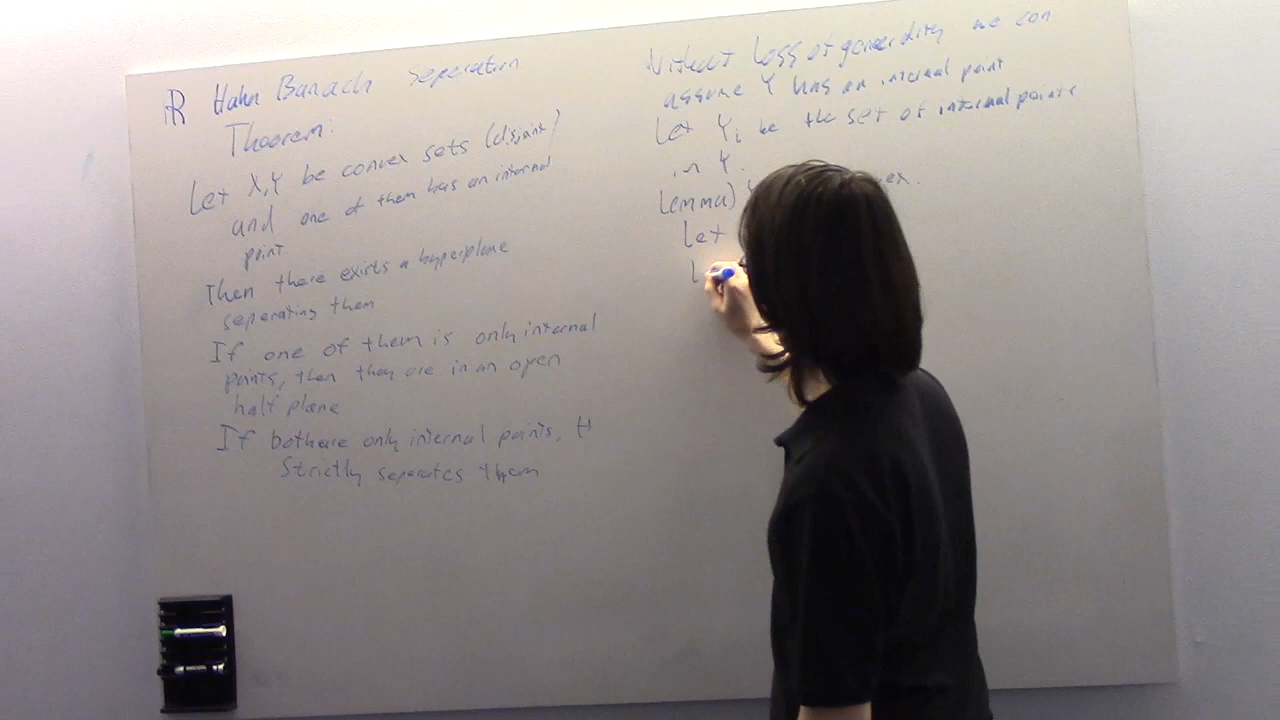 ℝ Hahn Banach Seperation
Theorem:
Let X,Y be convex sets (disjoint)
and one of them has an internal
point.
Then there exists a hyperplane
seperating them
If one of them is only internal
points, then they are in an open
half plane
If both are only internal points, H
Strictly seperates them
Without Loss of generality we can
assume Y has an internal point
Let Yi be the set of internal points
in Y.
Lemma)
Let